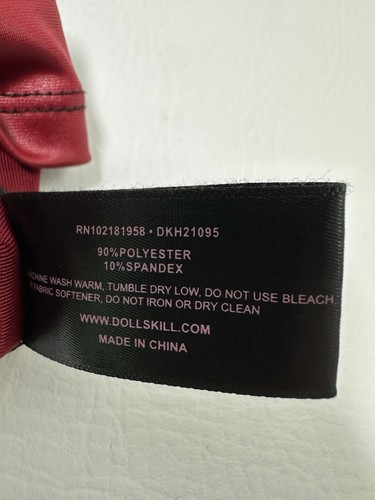 RN102181958 • DKH21095
90%POLYESTER
10%SPANDEX
MACHINE WASH WARM, TUMBLE DRY LOW, DO NOT USE BLEACH
FABRIC SOFTENER, DO NOT IRON OR DRY CLEAN
WWW.DOLLSKILL.COM
MADE IN CHINA